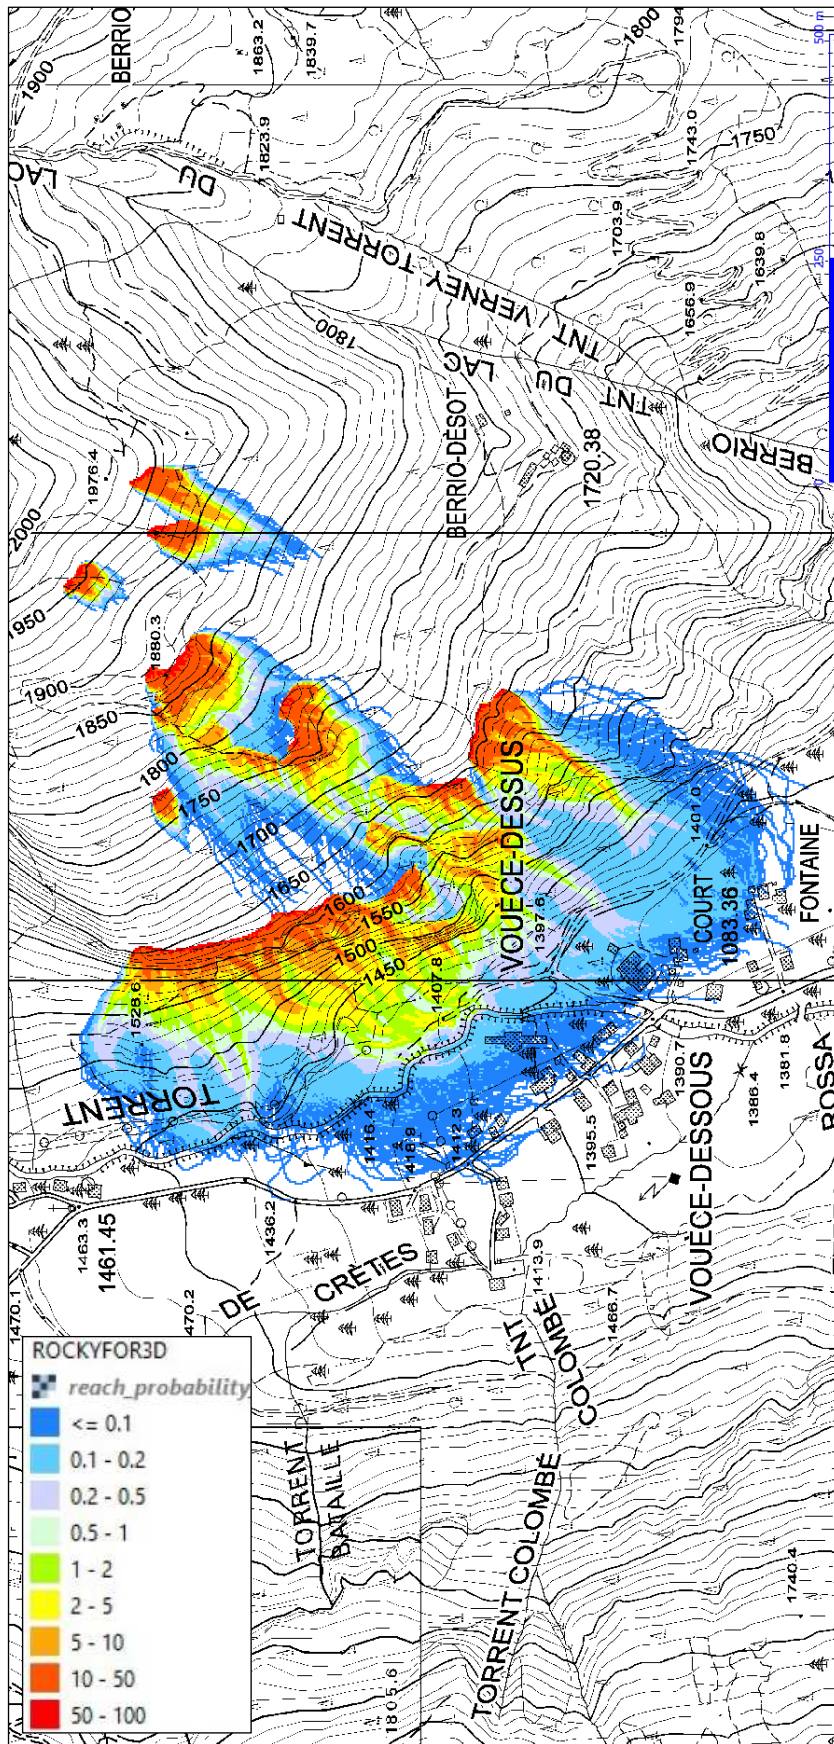 BERRIO
1900
1863.2
1839.7
1800
1794
500 m
1823.9
DU
LAC
1743.0
1750
TNT VERNEY TORRENT
1703.9
250
1639.8
1656.9
1800
LAC
DU
TNT
BERRIO
BERRIO-DESOT
1720.38
0
1976.4
2000
1950
1880.3
1900
1850
1800
1750
1700
1650
1600
1550
1500
1450
VOUÈCE-DESSUS
1397.6
1401.0
COURT
1083.36
FONTAINE
1407.8
1528.6
TORRENT
1416.4
1418.9
1412.3
1395.5
1390.7
1386.4
1381.8
ROSSA
VOUÈCE-DESSOUS
1463.3
1461.45
1436.2
1470.1
470.2
DE
CRÊTES
1413.9
1466.7
TNT
COLOMBÉ
TORRENT
BATAILLE
TORRENT COLOMBÉ
1740.4
1805.6
ROCKYFOR3D
reach_probability
<= 0.1
0.1 - 0.2
0.2 - 0.5
0.5 - 1
1 - 2
2 - 5
5 - 10
10 - 50
50 - 100